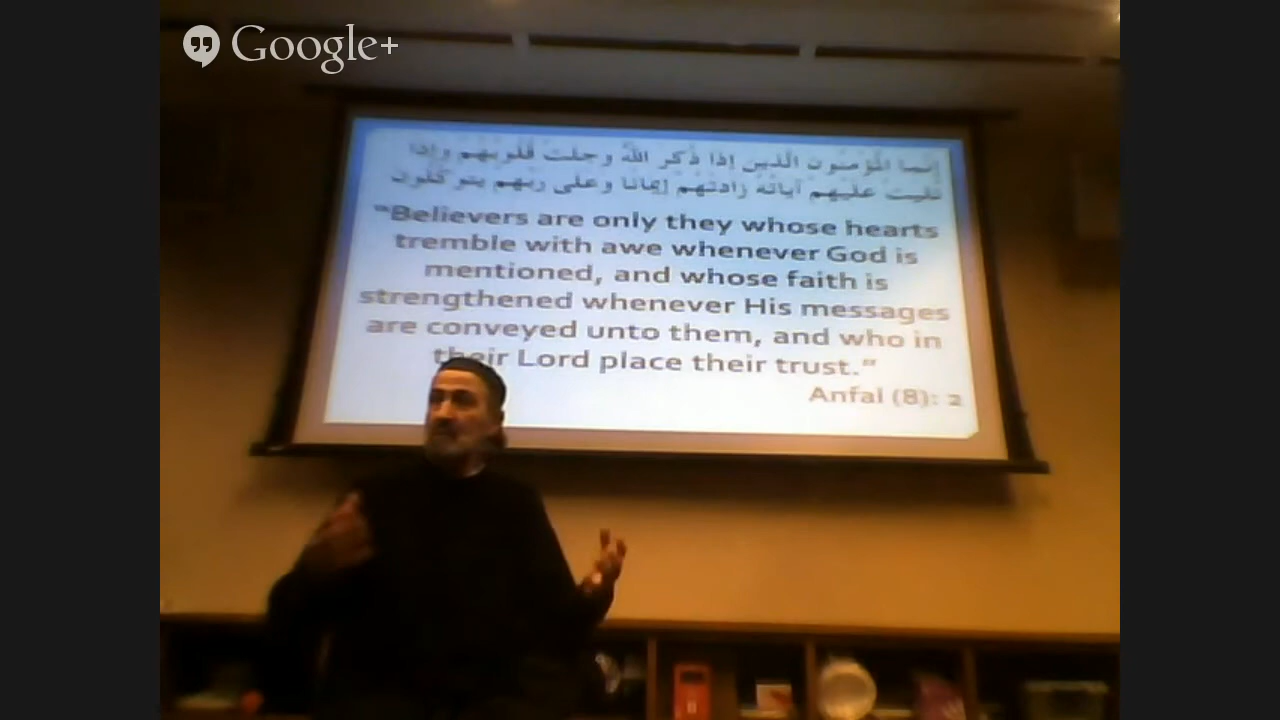 Google+
إنما المؤمنون الذين إذا ذكر الله وجلت قلوبهم وإذا
تليت عليهم آياته زادتهم إيمانا وعلى ربهم يتوكلون
"Believers are only they whose hearts
tremble with awe whenever God is
mentioned, and whose faith is
strengthened whenever His messages
are conveyed unto them, and who in
their Lord place their trust."
Anfal (8): 2